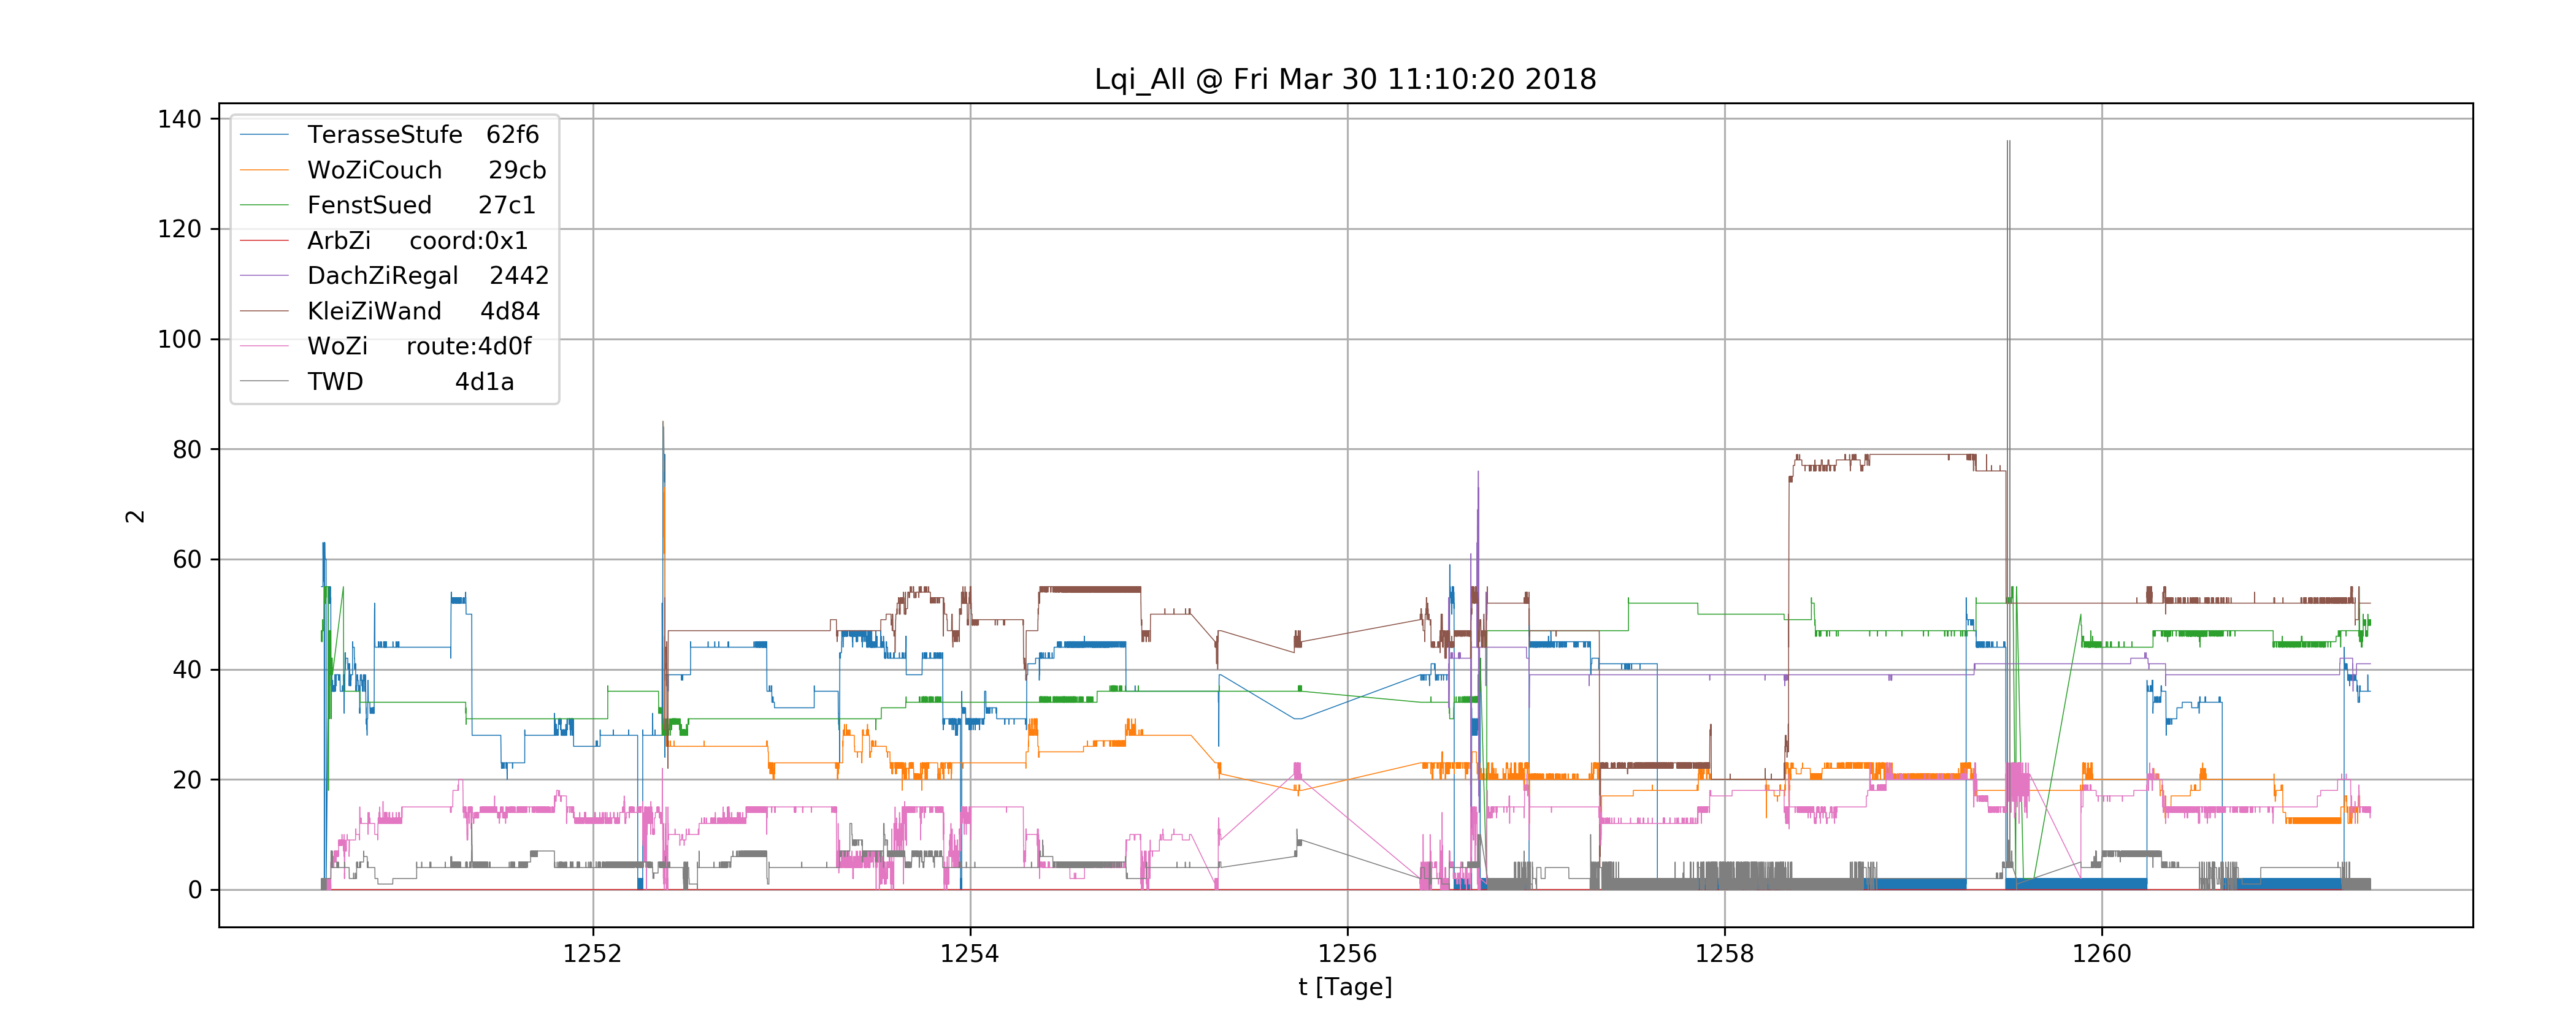 Lqi_All @ Fri Mar 30 11:10:20 2018
140
120
100
80
60
40
20
0
2
TerasseStufe 62f6
WoZiCouch 29cb
FenstSued 27c1
ArbZi coord:0x1
DachZiRegal 2442
KleiZiWand 4d84
WoZi route:4d0f
TWD 4d1a
1252 1254 1256 1258 1260
t [Tage]